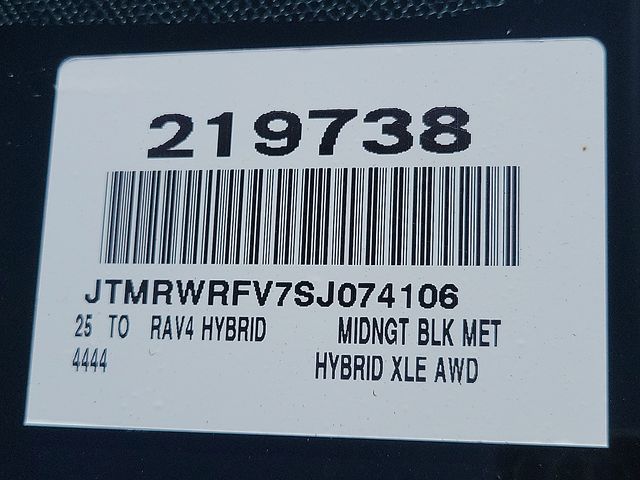 219738
JTMRWRFV7SJ074106
25 TO RAV4 HYBRID MIDNGT BLK MET
4444 HYBRID XLE AWD